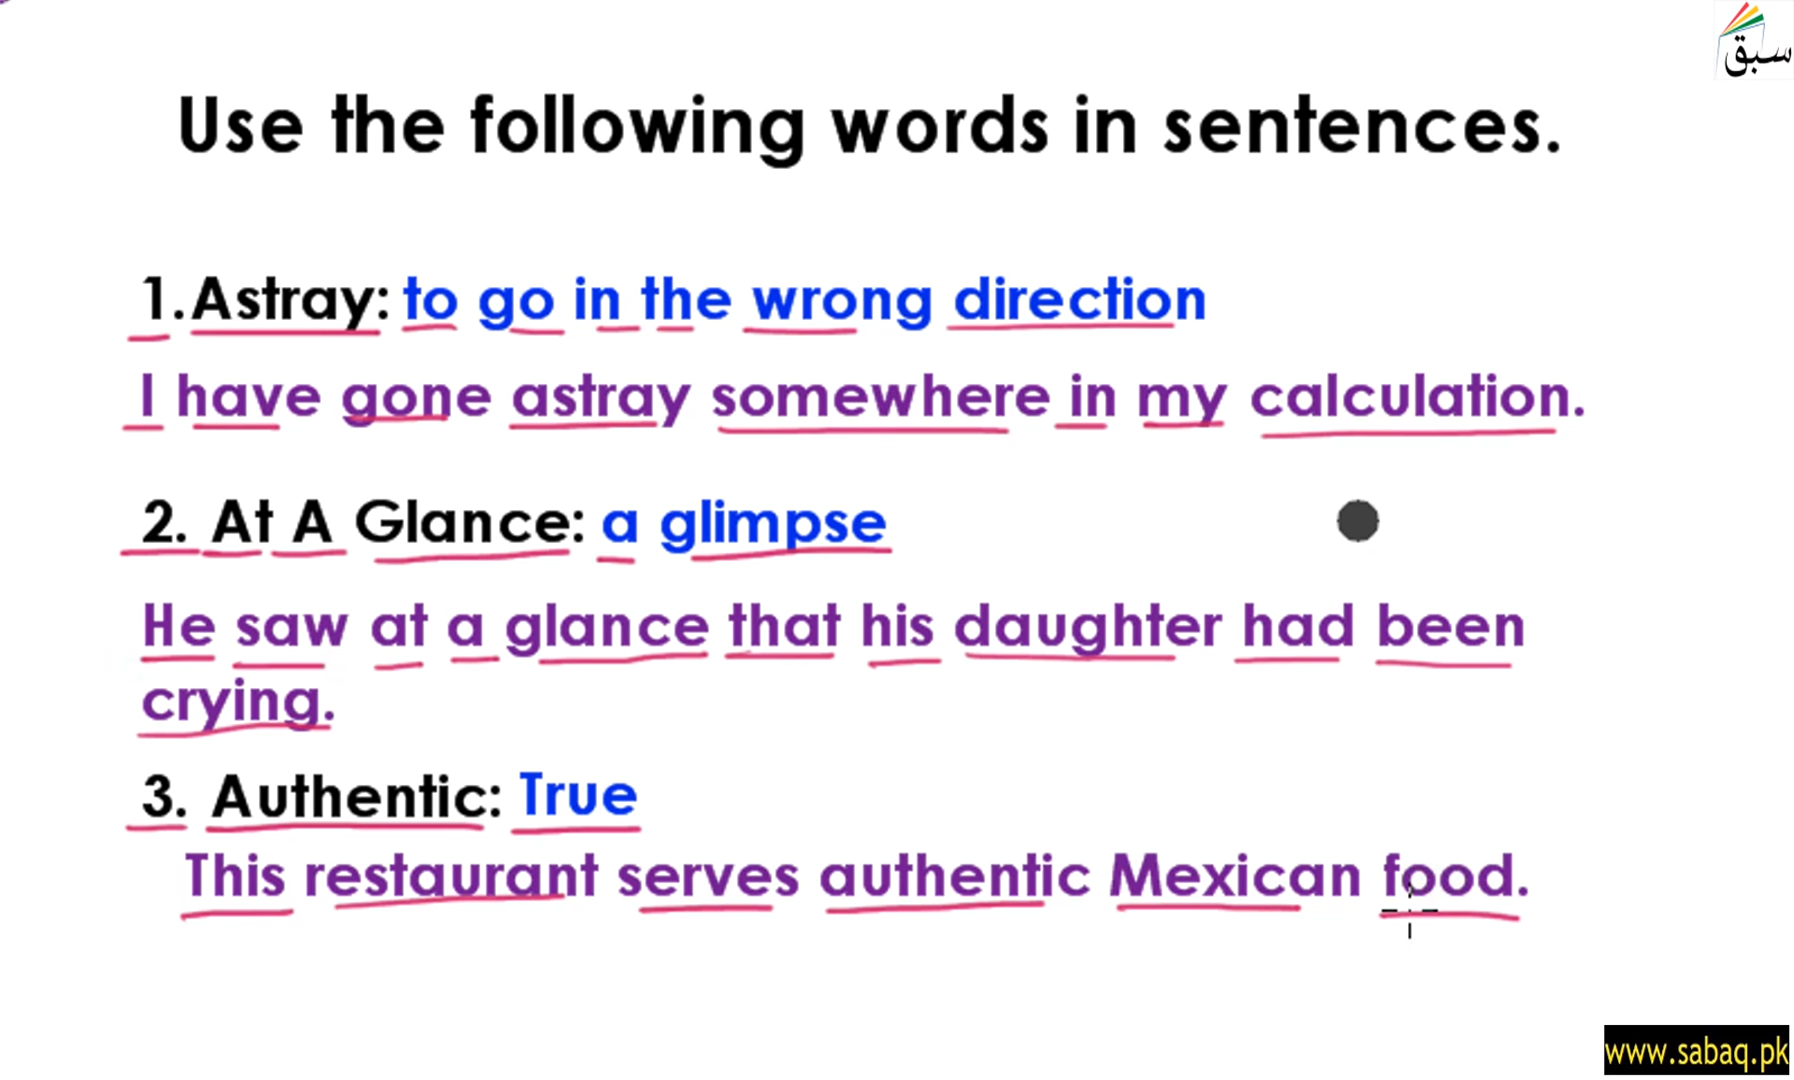 سبق
Use the following words in sentences.
1.Astray: to go in the wrong direction
I have gone astray somewhere in my calculation.
2. At A Glance: a glimpse
He saw at a glance that his daughter had been
crying.
3. Authentic: True
This restaurant serves authentic Mexican food.
www.sabaq.pk